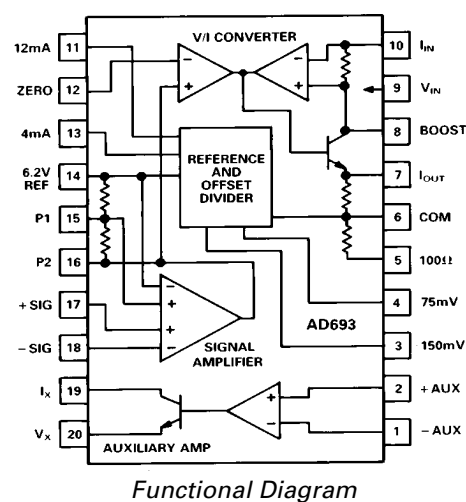 V/I CONVERTER
12mA 11
ZERO 12
4mA 13
6.2V REF 14
P1 15
P2 16
+SIG 17
−SIG 18
IX 19
VX 20
10 IIN
9 VIN
8 BOOST
7 IOUT
6 COM
5 100Ω
4 75mV
3 150mV
2 +AUX
1 −AUX
−
+
−
+
REFERENCE
AND
OFFSET
DIVIDER
−
+
+
−
SIGNAL
AMPLIFIER
AD693
+
−
AUXILIARY AMP
Functional Diagram